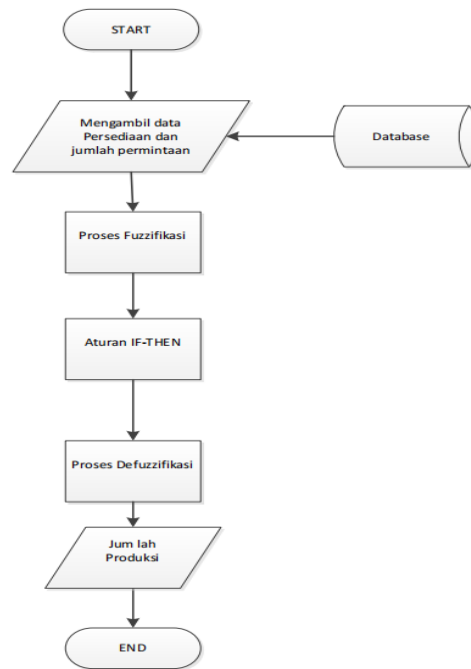 START
Mengambil data
Persediaan dan
jumlah permintaan
Database
Proses Fuzzifikasi
Aturan IF-THEN
Proses Defuzzifikasi
Jum lah
Produksi
END